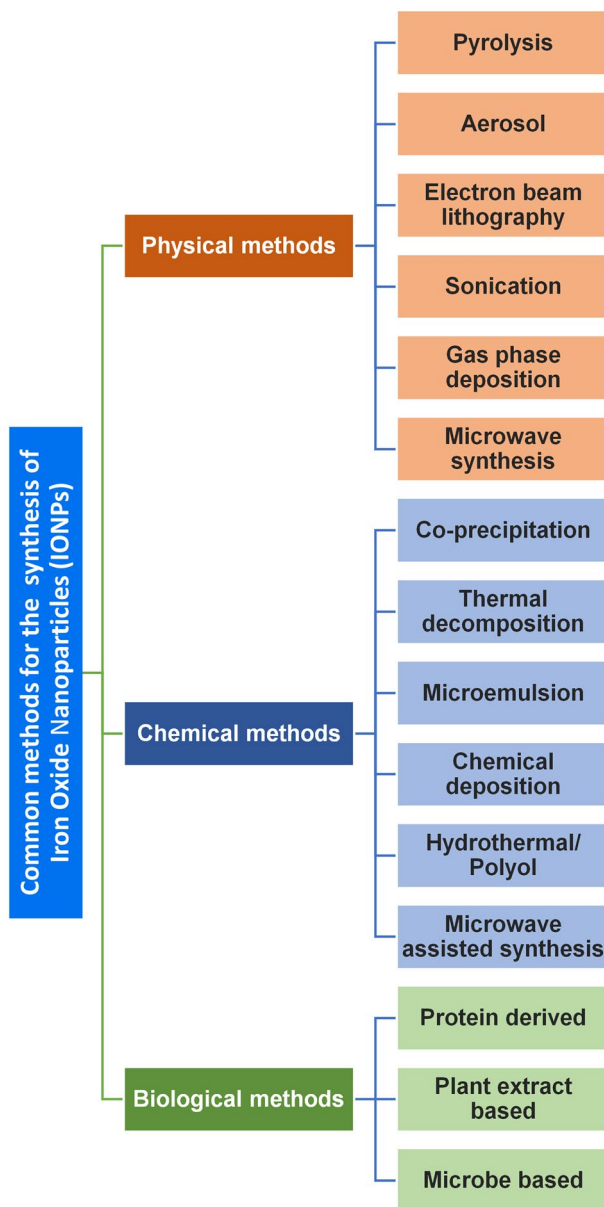 Common methods for the synthesis of
Iron Oxide Nanoparticles (IONPs)
Physical methods
Pyrolysis
Aerosol
Electron beam
lithography
Sonication
Gas phase
deposition
Microwave
synthesis
Chemical methods
Co-precipitation
Thermal
decomposition
Microemulsion
Chemical
deposition
Hydrothermal/
Polyol
Microwave
assisted synthesis
Biological methods
Protein derived
Plant extract
based
Microbe based